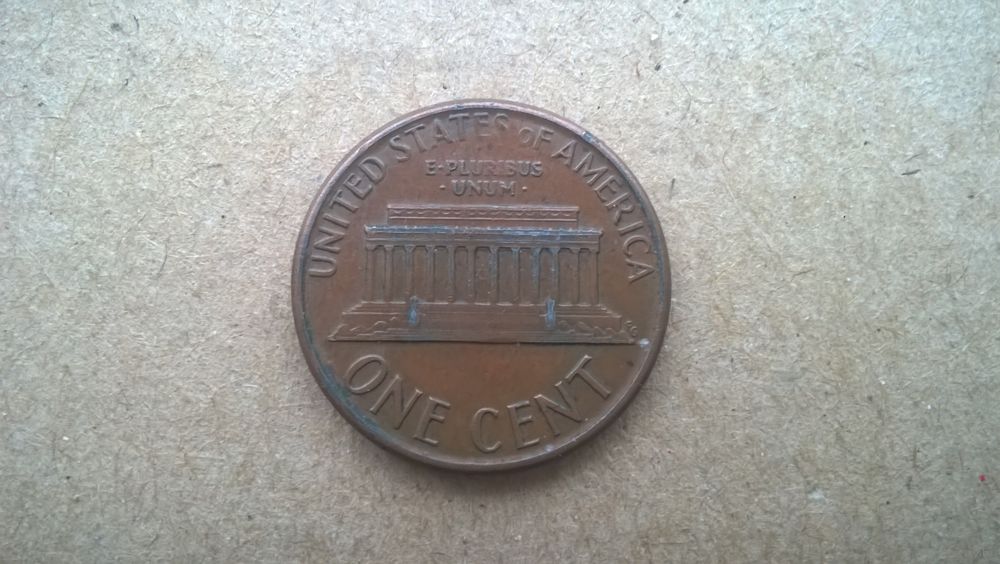 UNITED STATES OF AMERICA
E·PLURIBUS
·UNUM·
ONE CENT